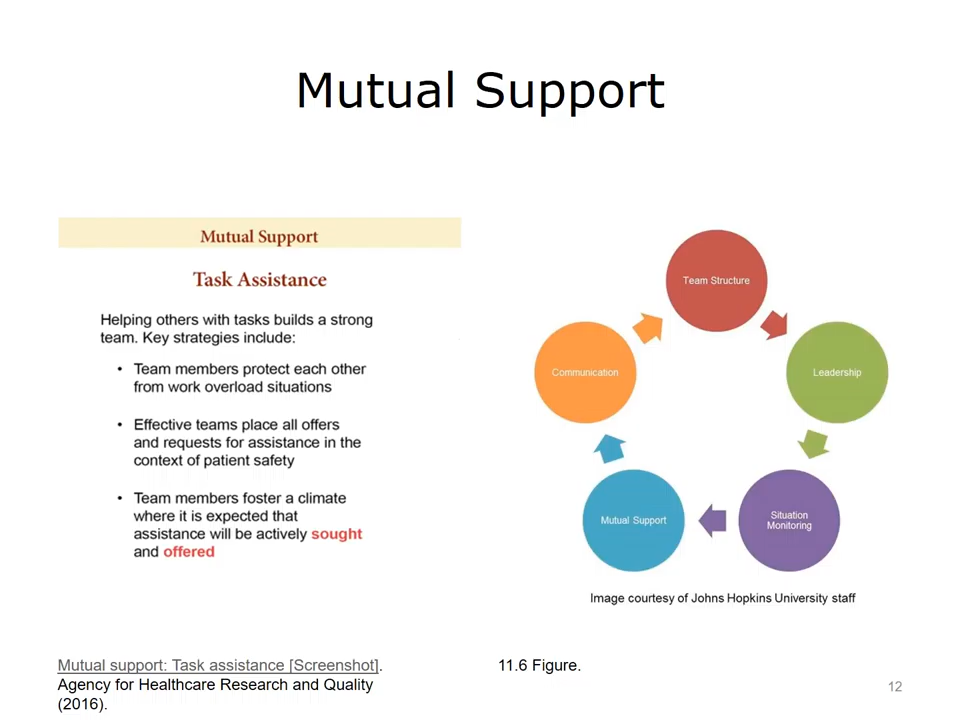 Mutual Support
Mutual Support
Task Assistance
Helping others with tasks builds a strong
team. Key strategies include:
• Team members protect each other
from work overload situations
• Effective teams place all offers
and requests for assistance in the
context of patient safety
• Team members foster a climate
where it is expected that
assistance will be actively sought
and offered
Team Structure
Communication
Leadership
Mutual Support
Situation
Monitoring
Image courtesy of Johns Hopkins University staff
Mutual support: Task assistance [Screenshot].
Agency for Healthcare Research and Quality
(2016).
11.6 Figure.
12